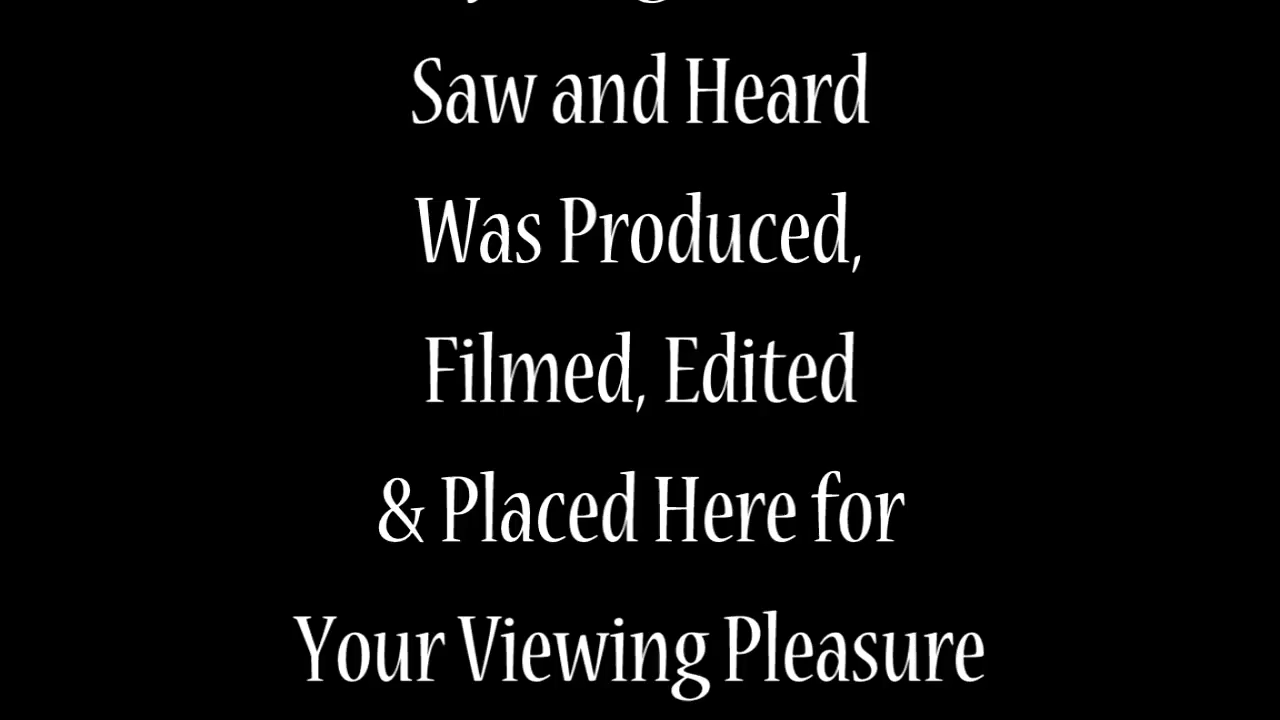 Saw and Heard
Was Produced,
Filmed, Edited
& Placed Here for
Your Viewing Pleasure